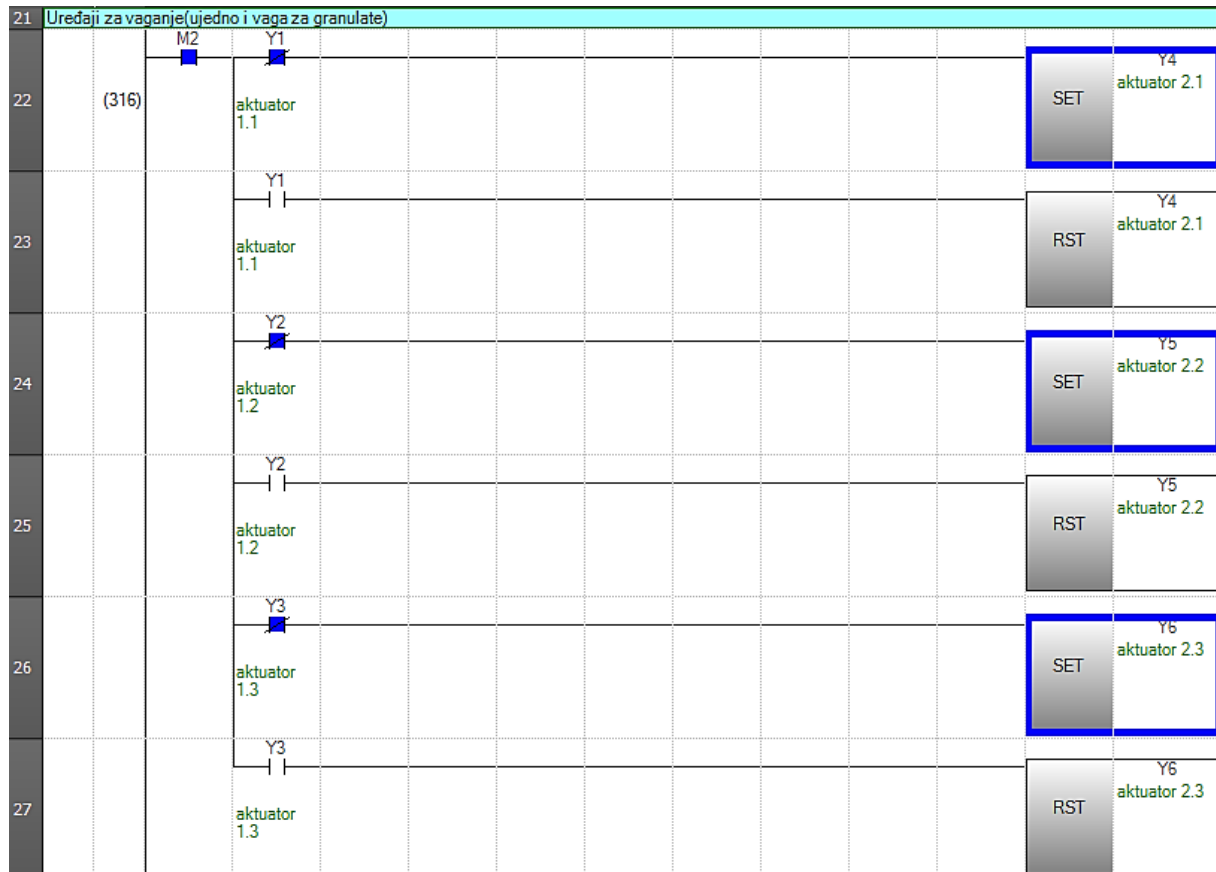 21 Uređaji za vaganje(ujedno i vaga za granulate)
M2 Y1 Y4
22 (316) aktuator 1.1 SET aktuator 2.1
Y1 Y4
23 aktuator 1.1 RST aktuator 2.1
Y2 Y5
24 aktuator 1.2 SET aktuator 2.2
Y2 Y5
25 aktuator 1.2 RST aktuator 2.2
Y3 Y6
26 aktuator 1.3 SET aktuator 2.3
Y3 Y6
27 aktuator 1.3 RST aktuator 2.3